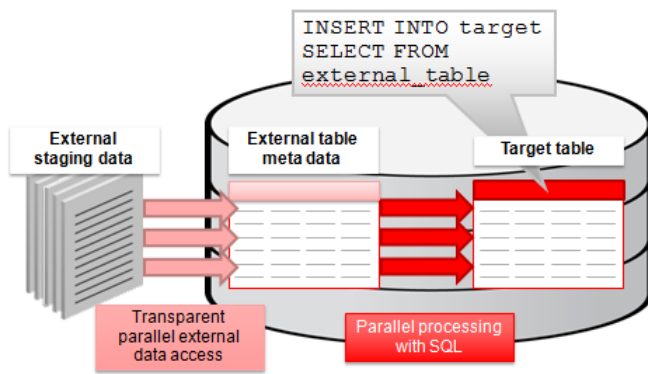 INSERT INTO target
SELECT FROM
external_table
External
staging data
External table
meta data
Target table
Transparent
parallel external
data access
Parallel processing
with SQL